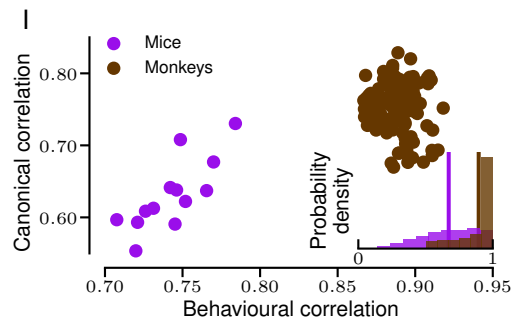 I
Mice
Monkeys
Canonical correlation
0.80
0.70
0.60
Probability
density
0
1
0.70
0.75
0.80
0.85
0.90
0.95
Behavioural correlation